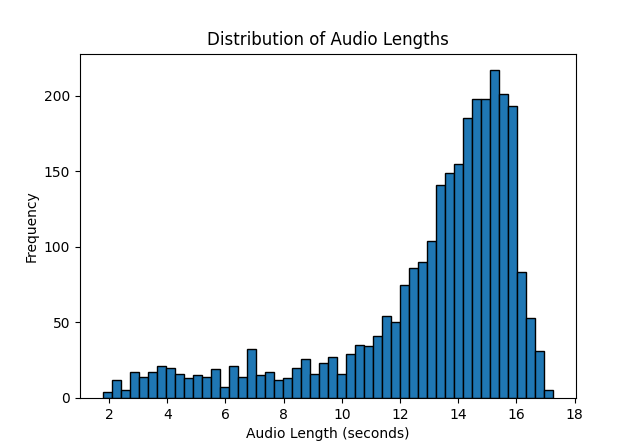 Distribution of Audio Lengths
200
150
100
50
0
Frequency
2 4 6 8 10 12 14 16 18
Audio Length (seconds)